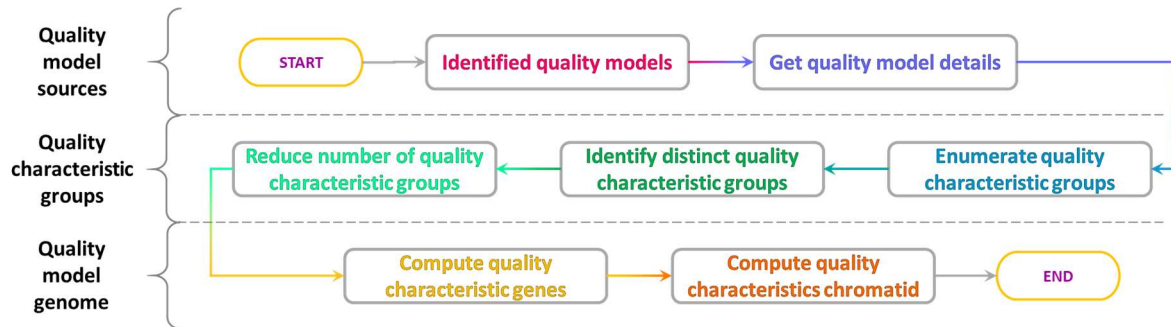 Quality
model
sources
START
Identified quality models
Get quality model details
Quality
characteristic
groups
Reduce number of quality
characteristic groups
Identify distinct quality
characteristic groups
Enumerate quality
characteristic groups
Quality
model
genome
Compute quality
characteristic genes
Compute quality
characteristics chromatid
END